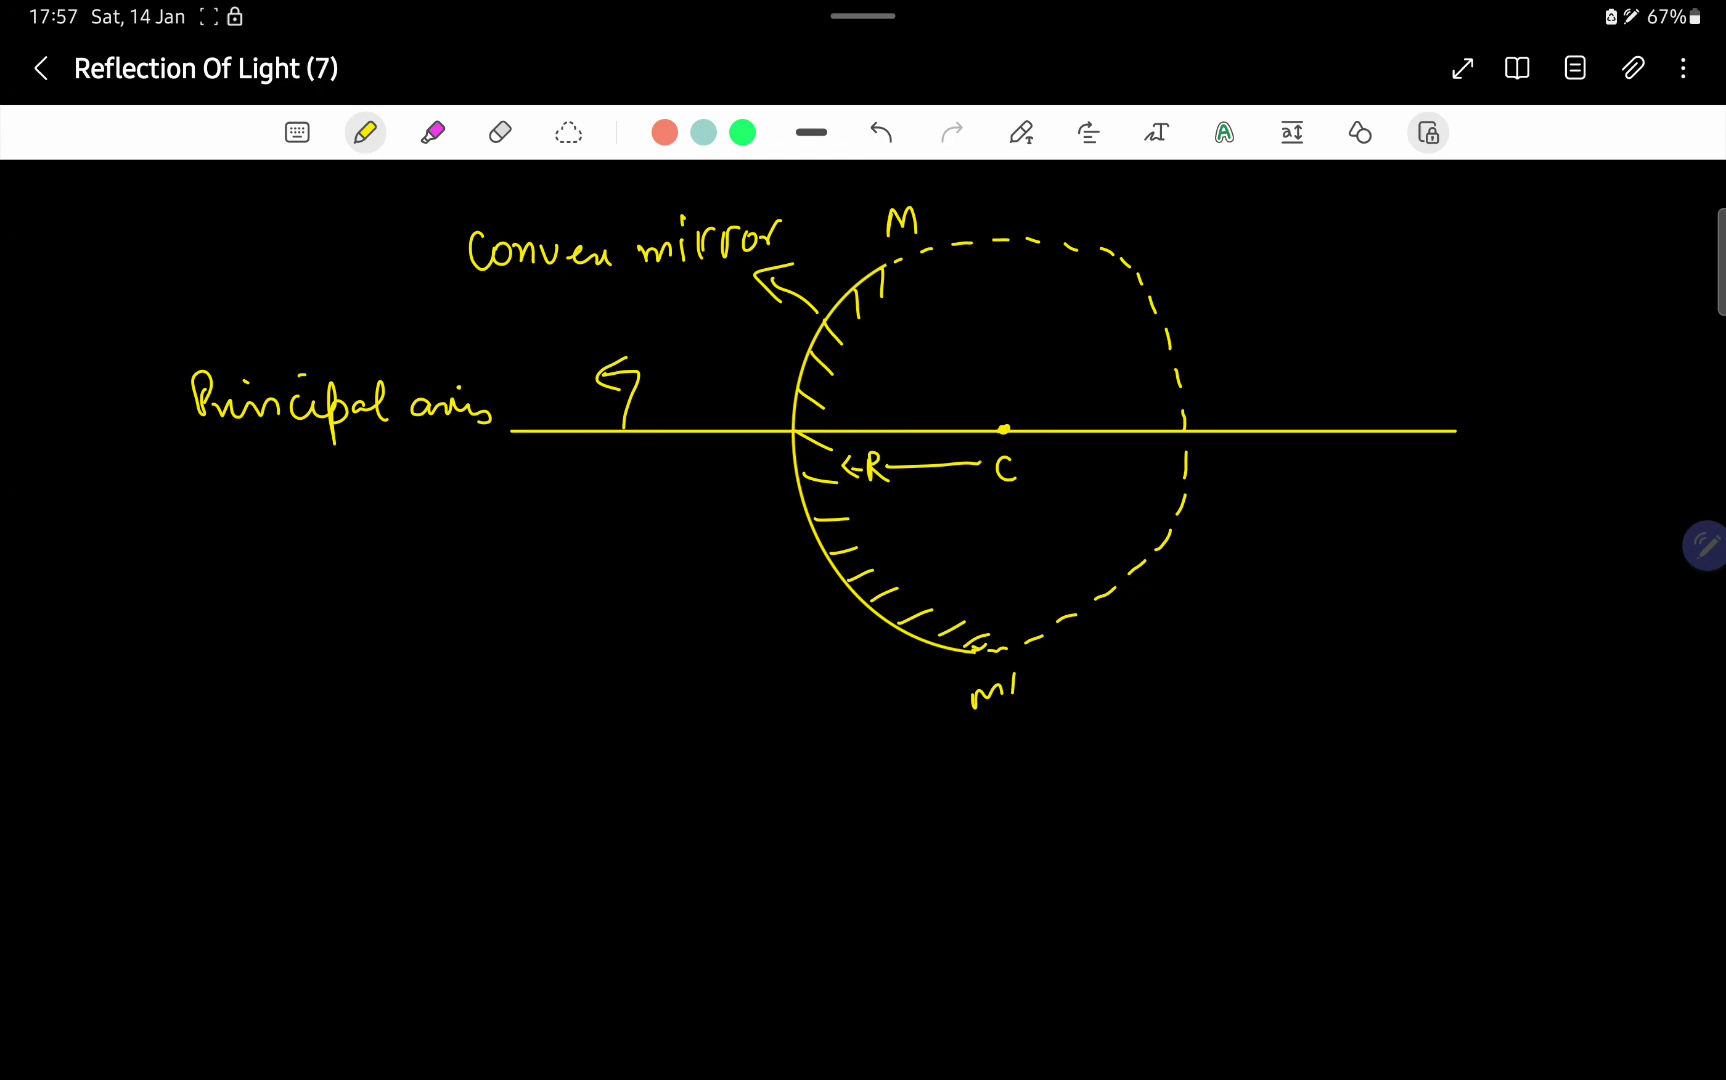 17:57 Sat, 14 Jan
67%
Reflection Of Light (7)
M
Convex mirror
Principal axis
R
C
M'